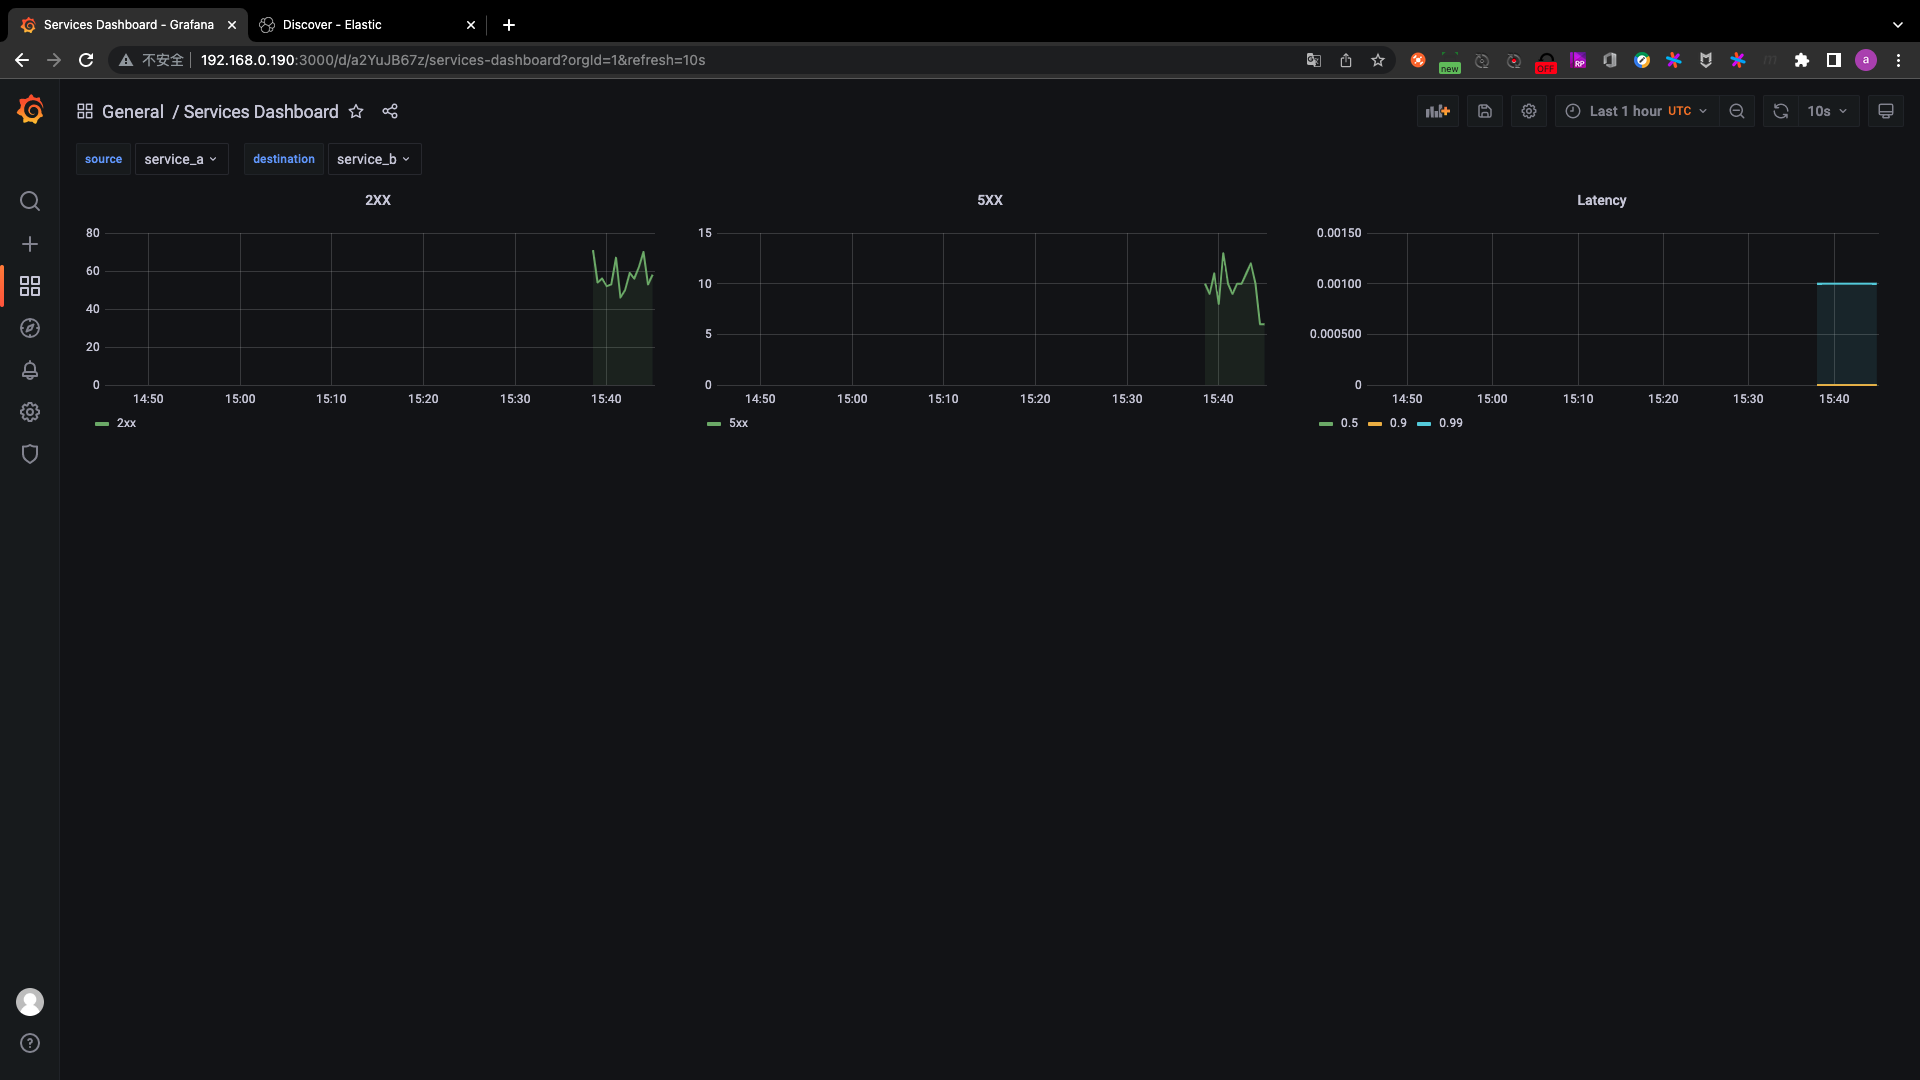 Services Dashboard - Grafana
Discover - Elastic
不安全 192.168.0.190:3000/d/a2YuJB67z/services-dashboard?orgId=1&refresh=10s
new
OFF
RP
a
General / Services Dashboard
Last 1 hour UTC
10s
source service_a destination service_b
2XX
80
60
40
20
0
14:50 15:00 15:10 15:20 15:30 15:40
2xx
5XX
15
10
5
0
14:50 15:00 15:10 15:20 15:30 15:40
5xx
Latency
0.00150
0.00100
0.000500
0
14:50 15:00 15:10 15:20 15:30 15:40
0.5 0.9 0.99